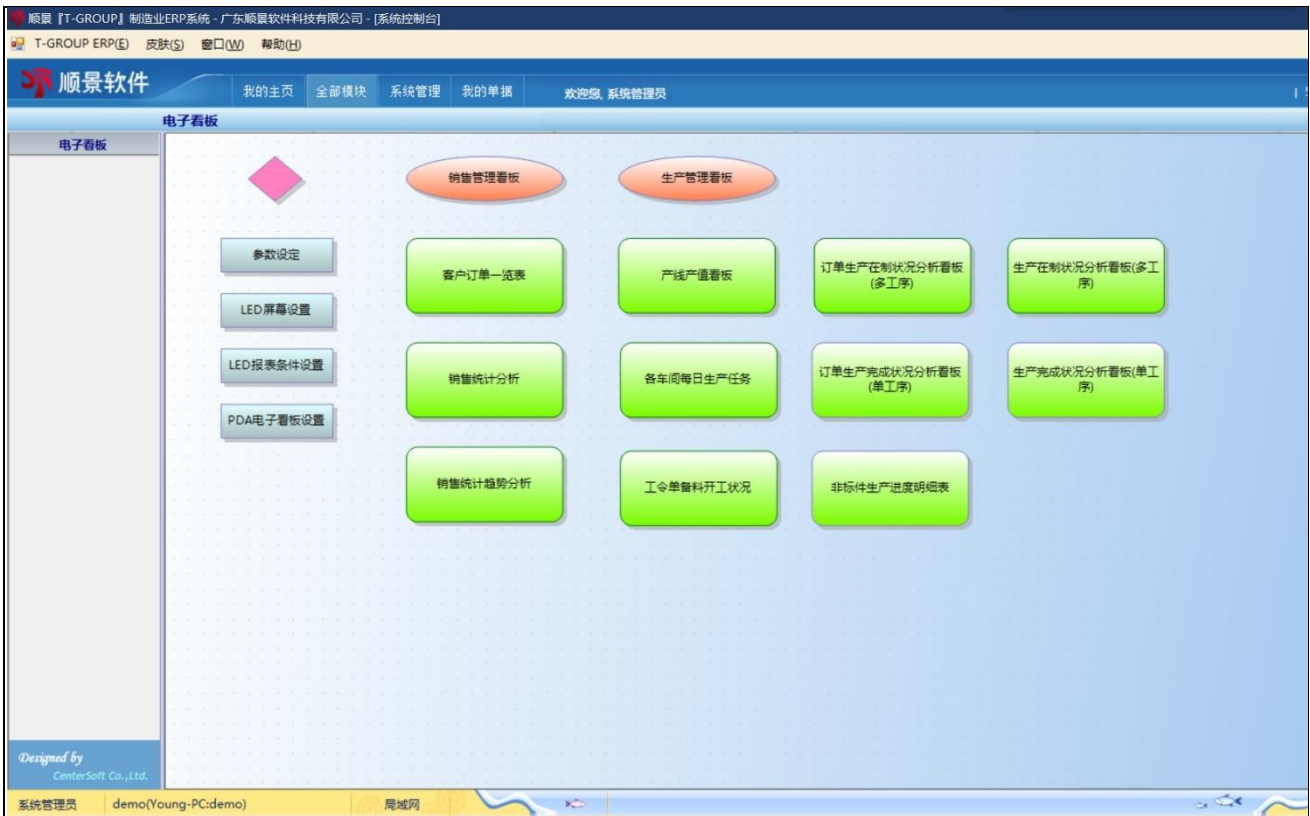 顺景『T-GROUP』制造业ERP系统 - 广东顺景软件科技有限公司 - [系统控制台]
T-GROUP ERP(E) 皮肤(S) 窗口(W) 帮助(H)
顺景软件
我的主页 全部模块 系统管理 我的单据 欢迎您, 系统管理员
电子看板
电子看板
销售管理看板 生产管理看板
参数设定
LED屏幕设置
LED报表条件设置
PDA电子看板设置
客户订单一览表
产线产值看板
订单生产在制状况分析看板
(多工序)
生产在制状况分析看板(多工
序)
销售统计分析
各车间每日生产任务
订单生产完成状况分析看板
(单工序)
生产完成状况分析看板(单工
序)
销售统计趋势分析
工令单备料开工状况
非标件生产进度明细表
Designed by
CenterSoft Co.,Ltd.
系统管理员 demo(Young-PC:demo) 局域网